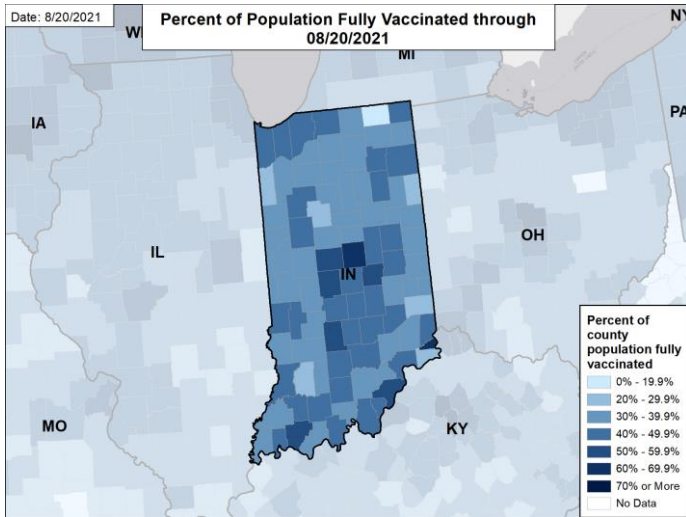 Date: 8/20/2021
Percent of Population Fully Vaccinated through
08/20/2021
WI
MI
NY
IA
PA
IL
IN
OH
MO
KY
Percent of
county
population fully
vaccinated
0% - 19.9%
20% - 29.9%
30% - 39.9%
40% - 49.9%
50% - 59.9%
60% - 69.9%
70% or More
No Data